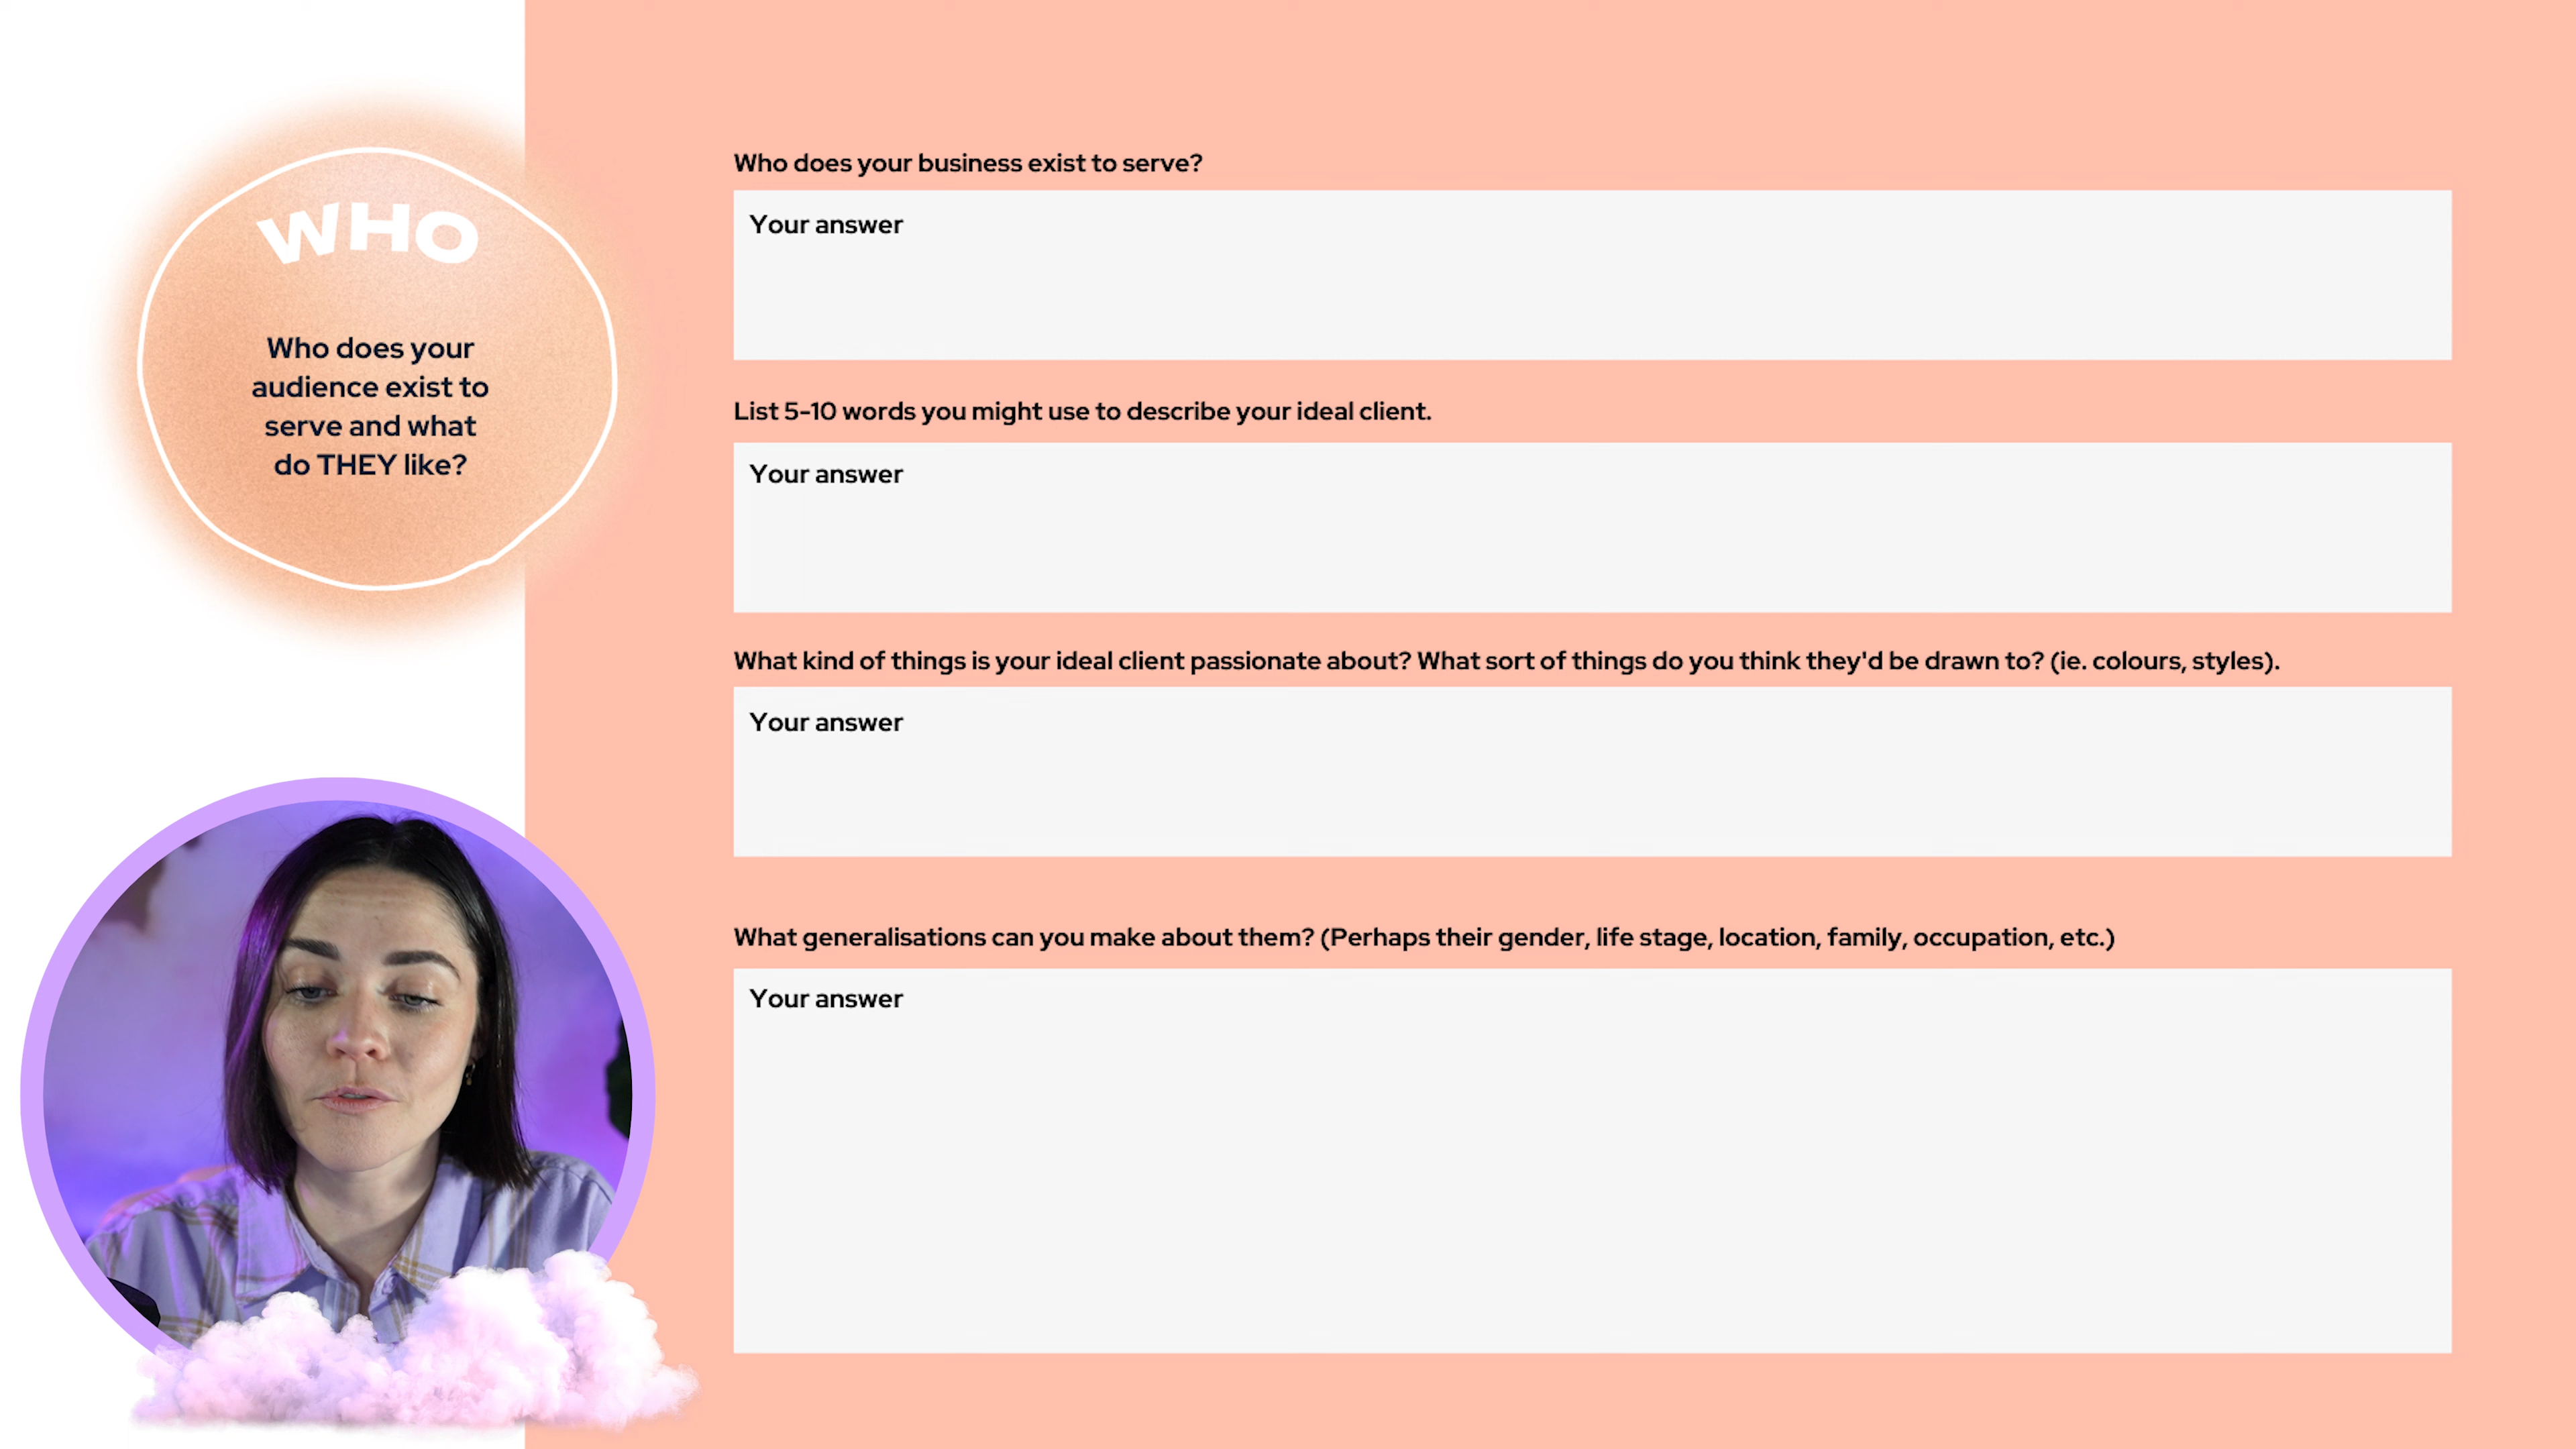 WHO
Who does your
audience exist to
serve and what
do THEY like?
Who does your business exist to serve?
Your answer
List 5-10 words you might use to describe your ideal client.
Your answer
What kind of things is your ideal client passionate about? What sort of things do you think they'd be drawn to? (ie. colours, styles).
Your answer
What generalisations can you make about them? (Perhaps their gender, life stage, location, family, occupation, etc.)
Your answer